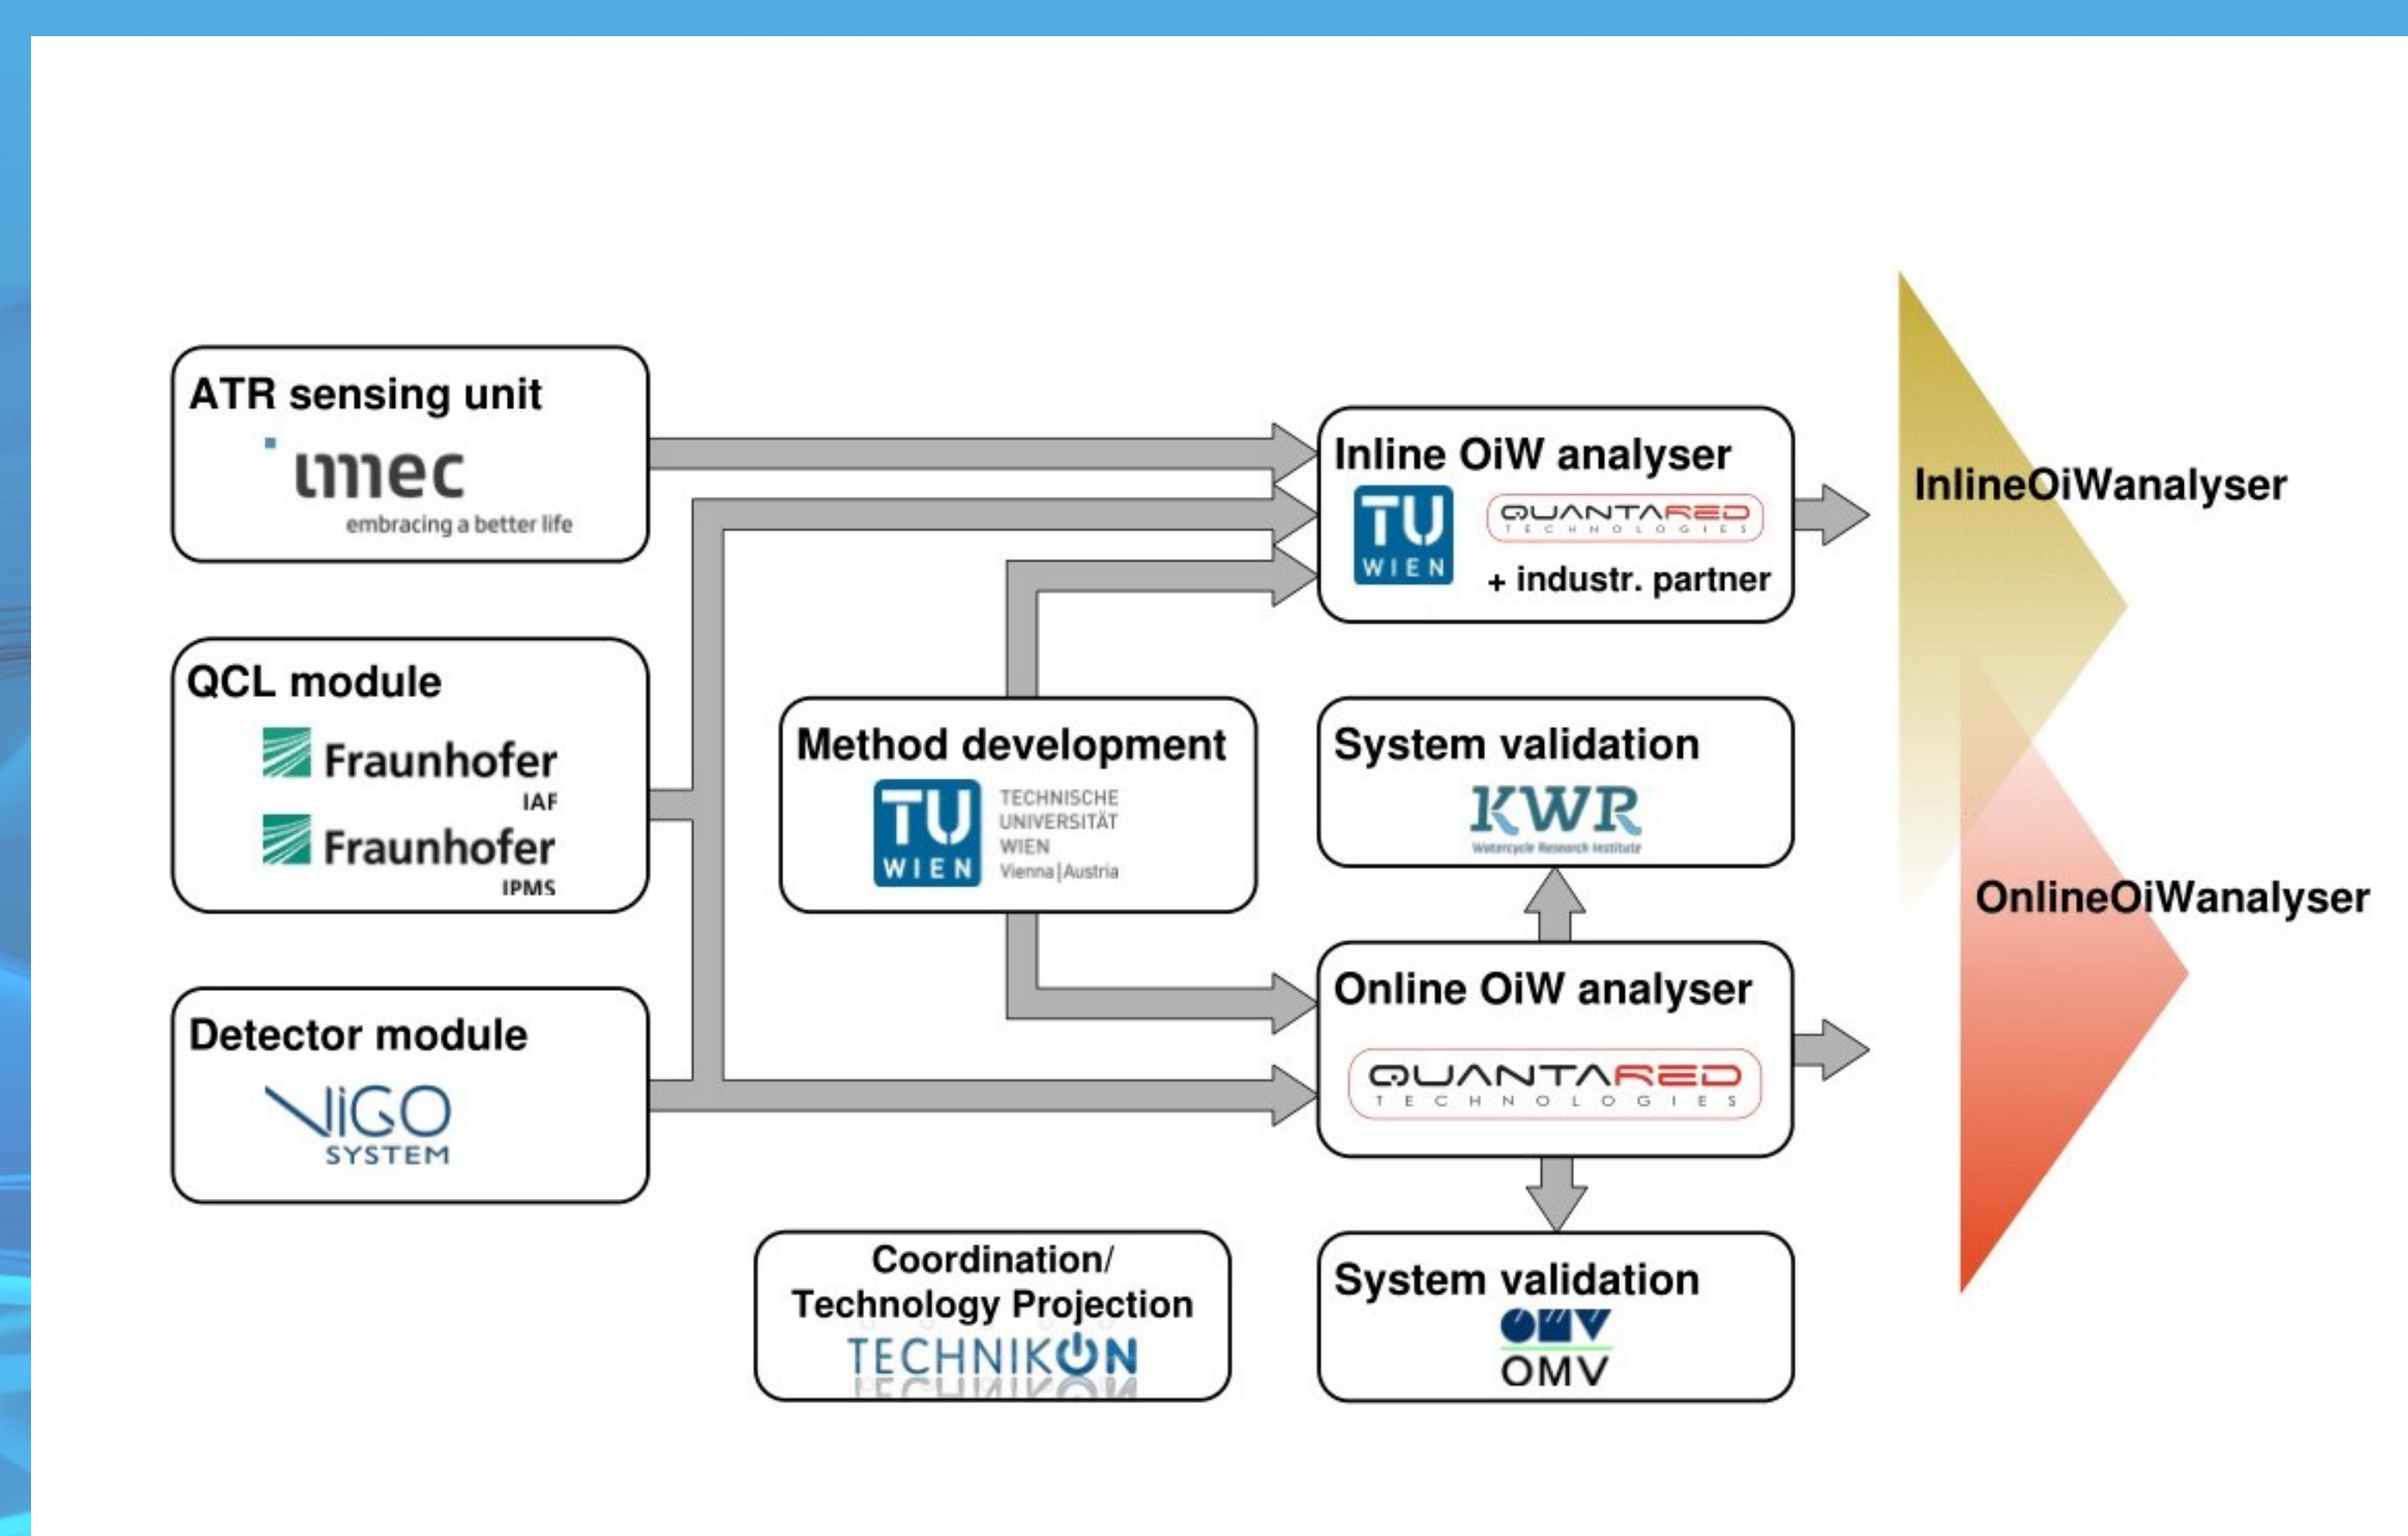 ATR sensing unit
imec
embracing a better life
QCL module
Fraunhofer
IAF
Fraunhofer
IPMS
Detector module
ViGO
SYSTEM
Method development
TU
WIEN
TECHNISCHE
UNIVERSITÄT
WIEN
Vienna|Austria
Coordination/
Technology Projection
TECHNIKON
Inline OiW analyser
TU
WIEN
QUANTARED
TECHNOLOGIES
+ industr. partner
System validation
KWR
Watercycle Research Institute
Online OiW analyser
QUANTARED
TECHNOLOGIES
System validation
OMV
OMV
InlineOiWanalyser
OnlineOiWanalyser